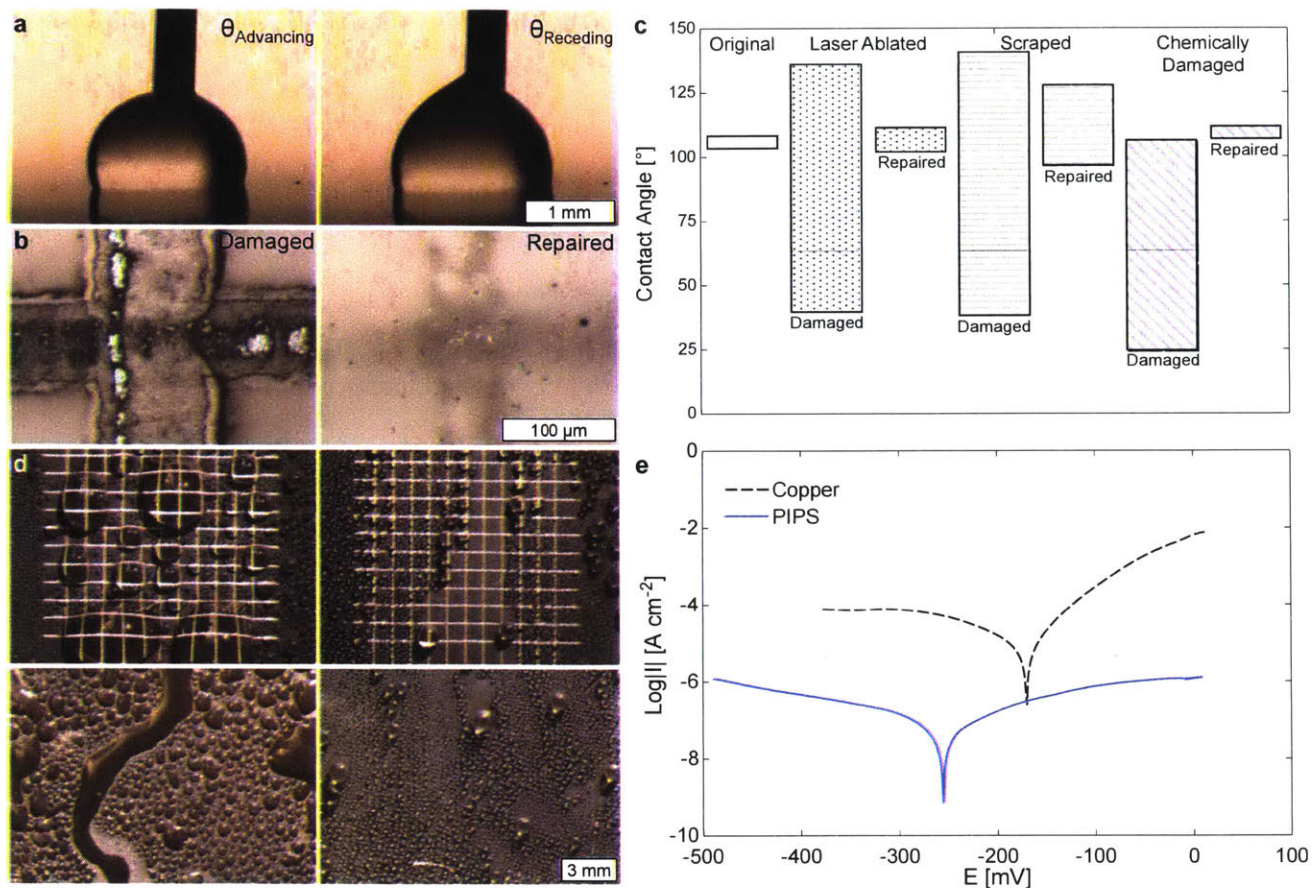 a
θAdvancing
θReceding
1 mm
b
Damaged
Repaired
100 µm
d
3 mm
c
150
125
100
75
50
25
0
Contact Angle [°]
Original
Laser Ablated
Scraped
Chemically
Damaged
Repaired
Repaired
Repaired
Damaged
Damaged
Damaged
e
0
-2
-4
-6
-8
-10
Log|I| [A cm-2]
Copper
PIPS
-500
-400
-300
-200
-100
0
100
E [mV]